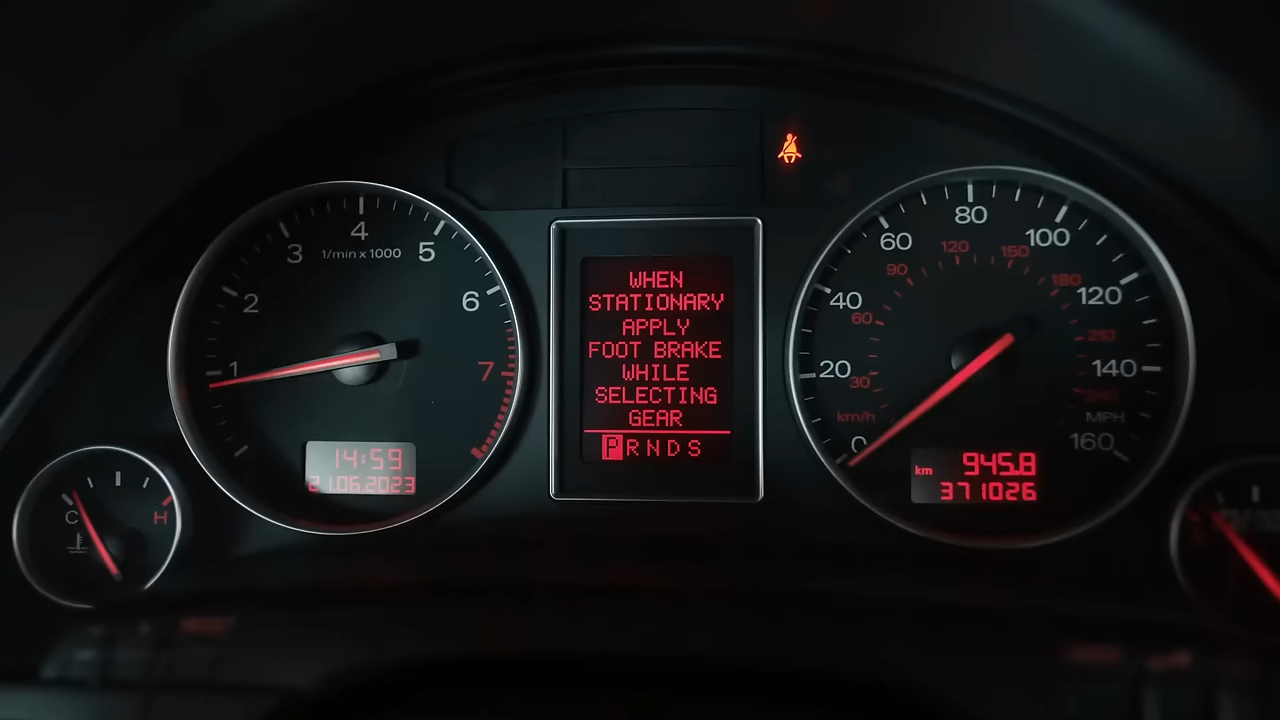 4
3
5
1/min x 1000
2
6
1
7
14:59
21.06.2023
C
H
WHEN
STATIONARY
APPLY
FOOT BRAKE
WHILE
SELECTING
GEAR
P R N D S
80
60
100
120
150
90
180
40
120
60
210
20
140
30
240
km/h
MPH
0
160
km
945.8
371026